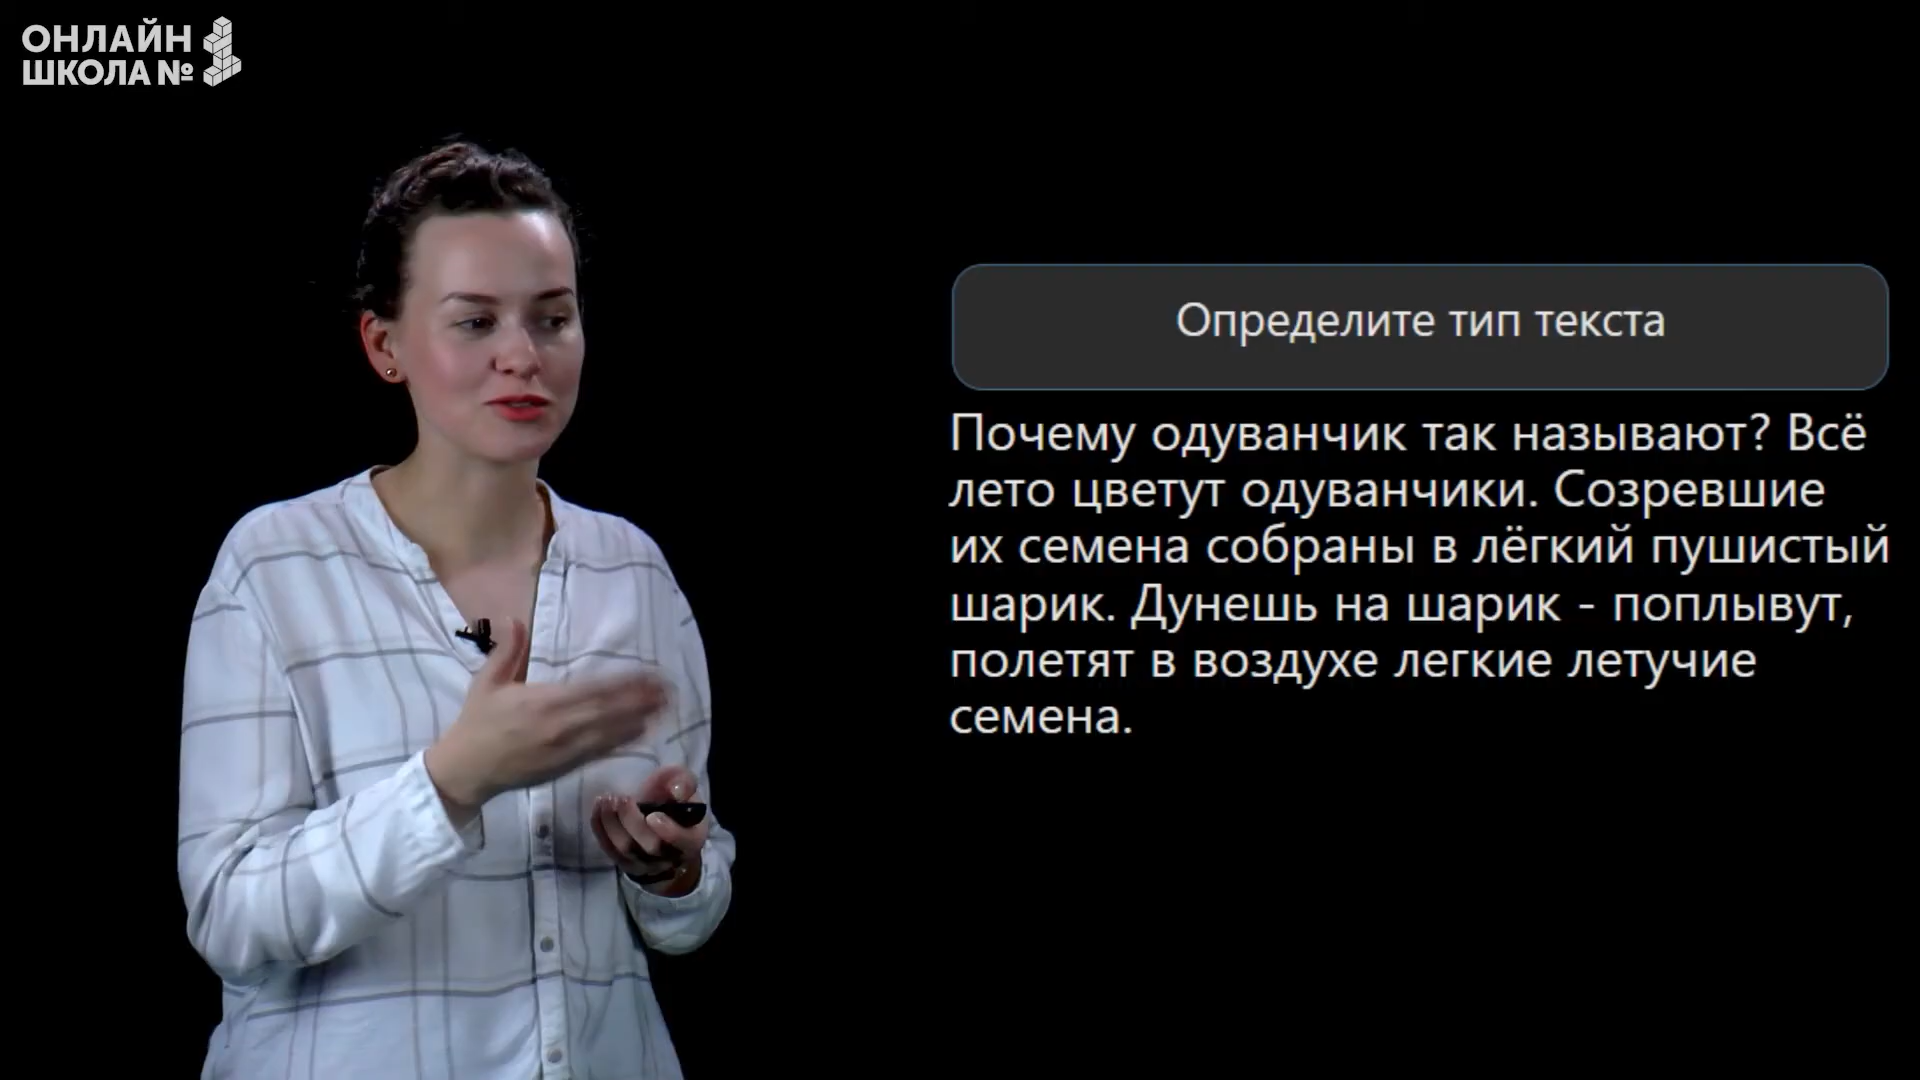 ОНЛАЙН
ШКОЛА №
Определите тип текста
Почему одуванчик так называют? Всё
лето цветут одуванчики. Созревшие
их семена собраны в лёгкий пушистый
шарик. Дунешь на шарик - поплывут,
полетят в воздухе легкие летучие
семена.